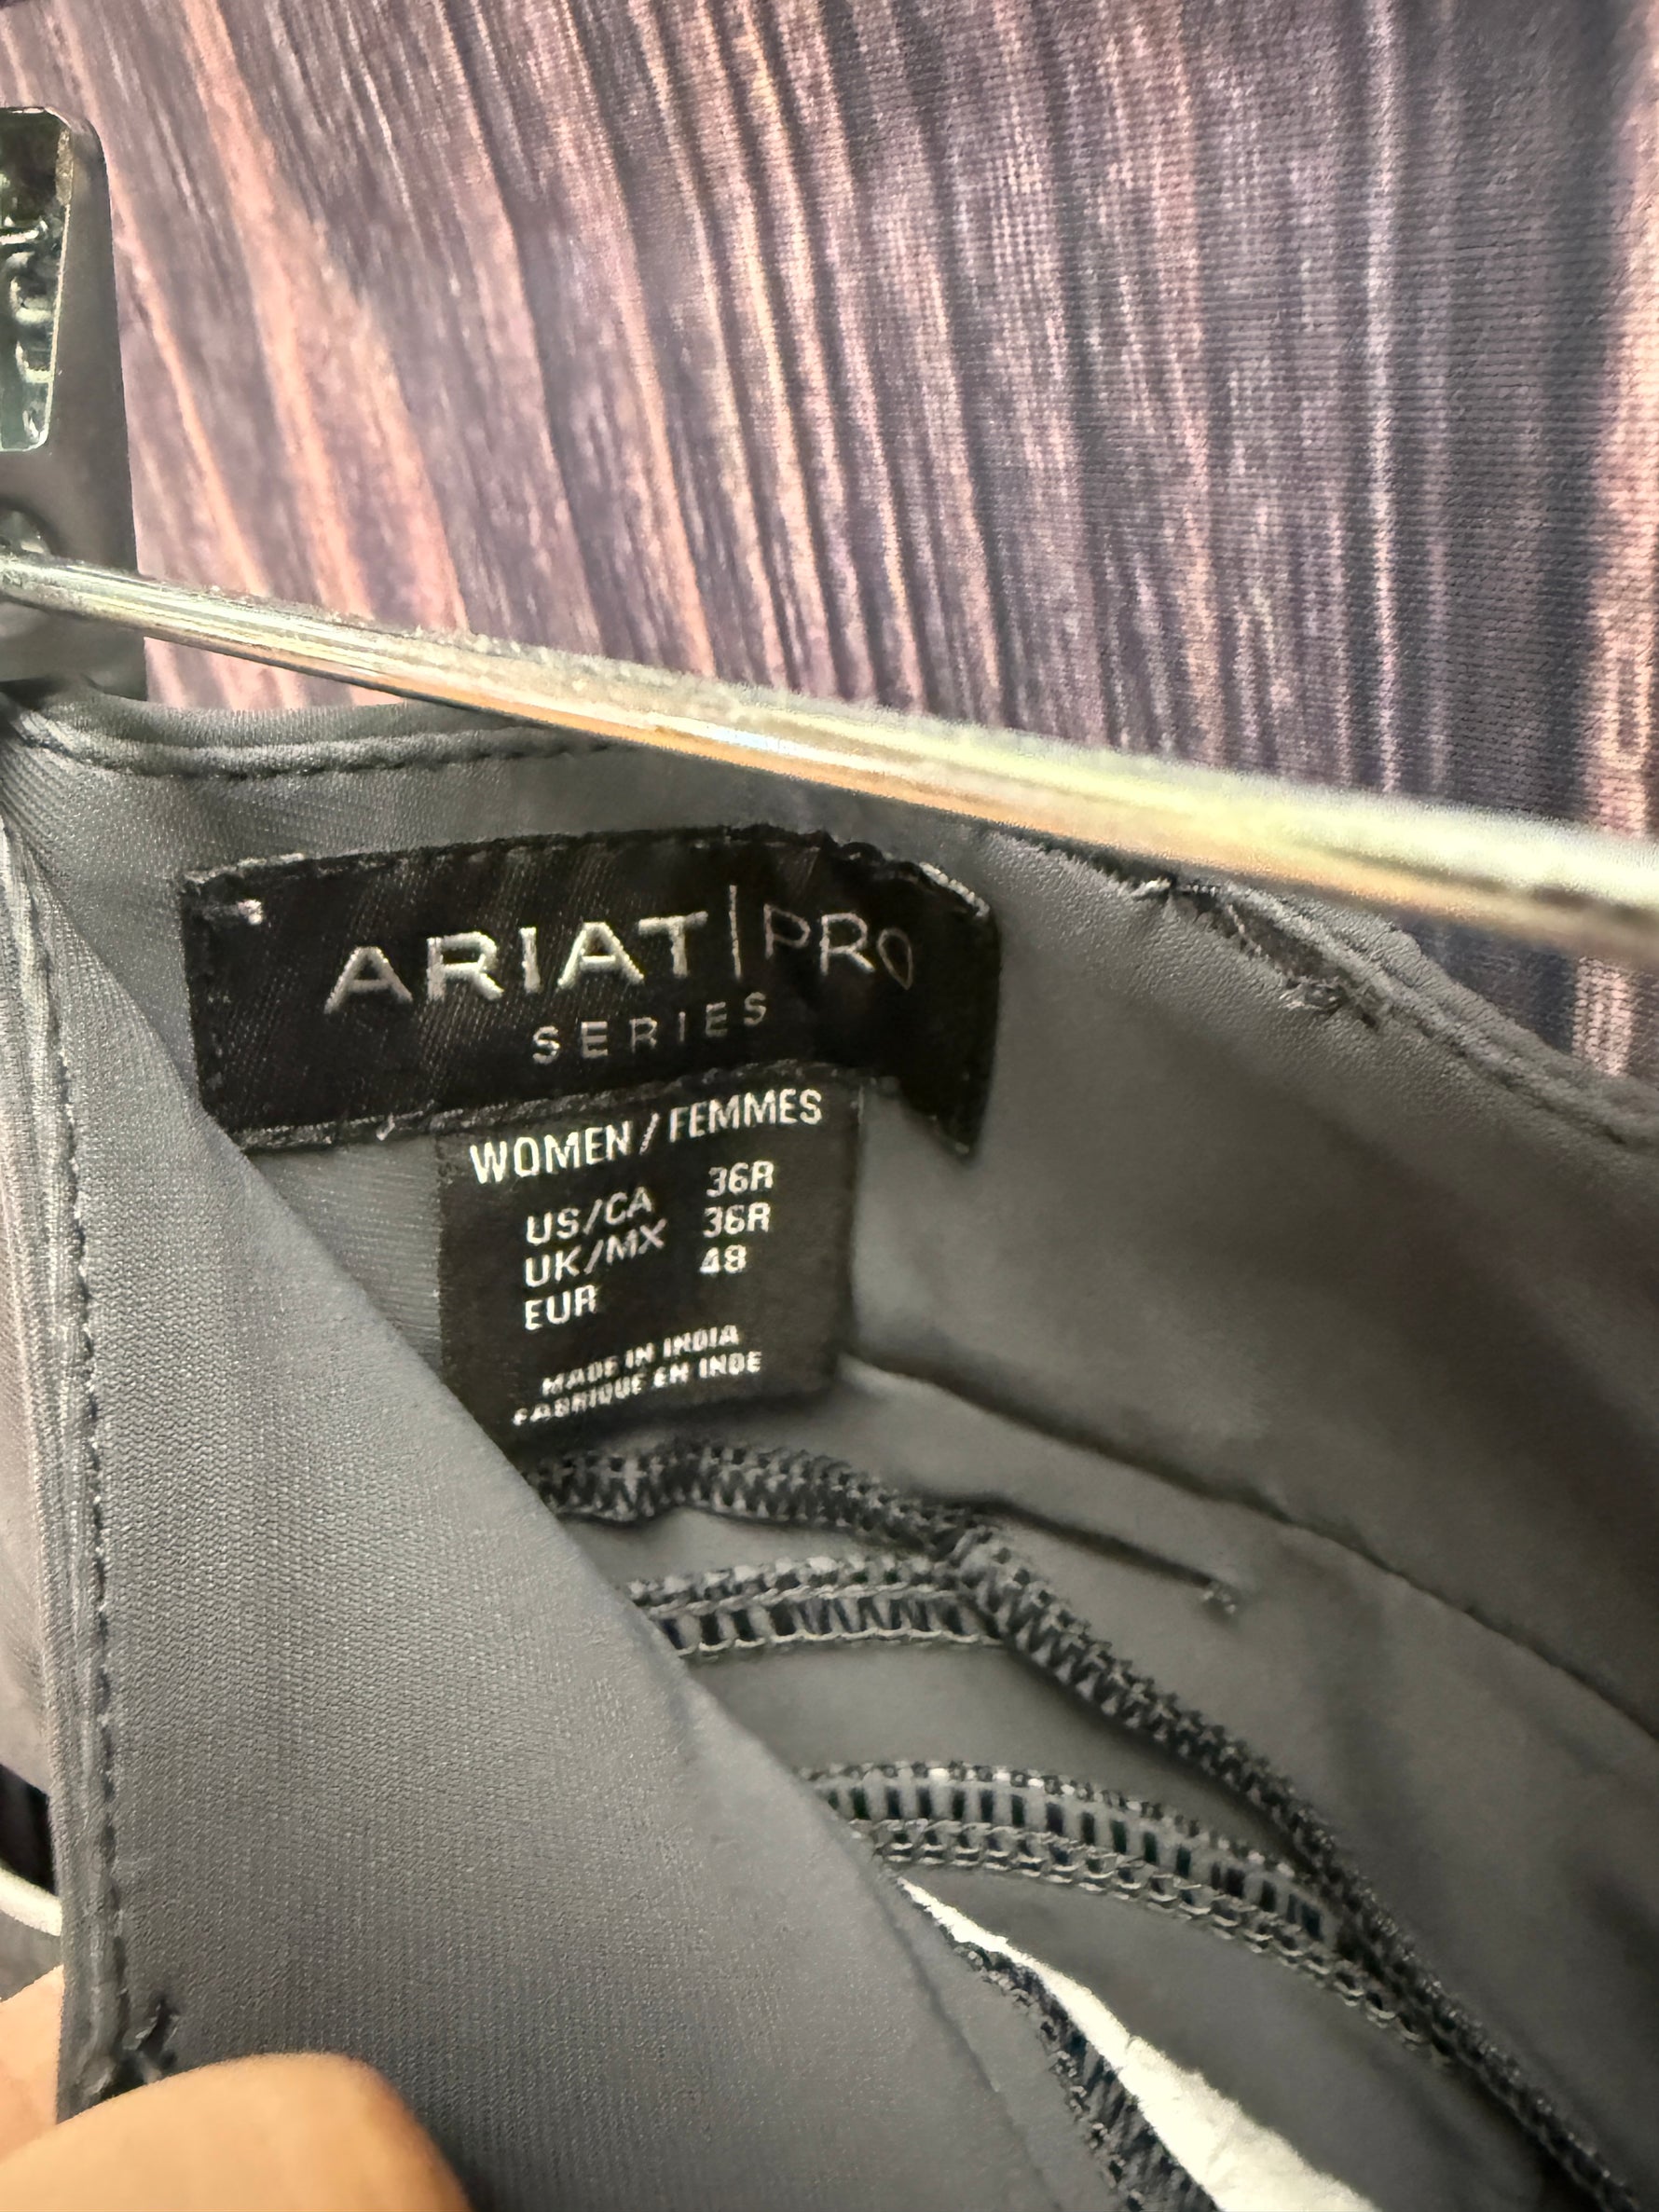 ARIAT | PRO
SERIES
WOMEN / FEMMES
US/CA 36R
UK/MX 36R
EUR 48
MADE IN INDIA
FABRIQUE EN INDE